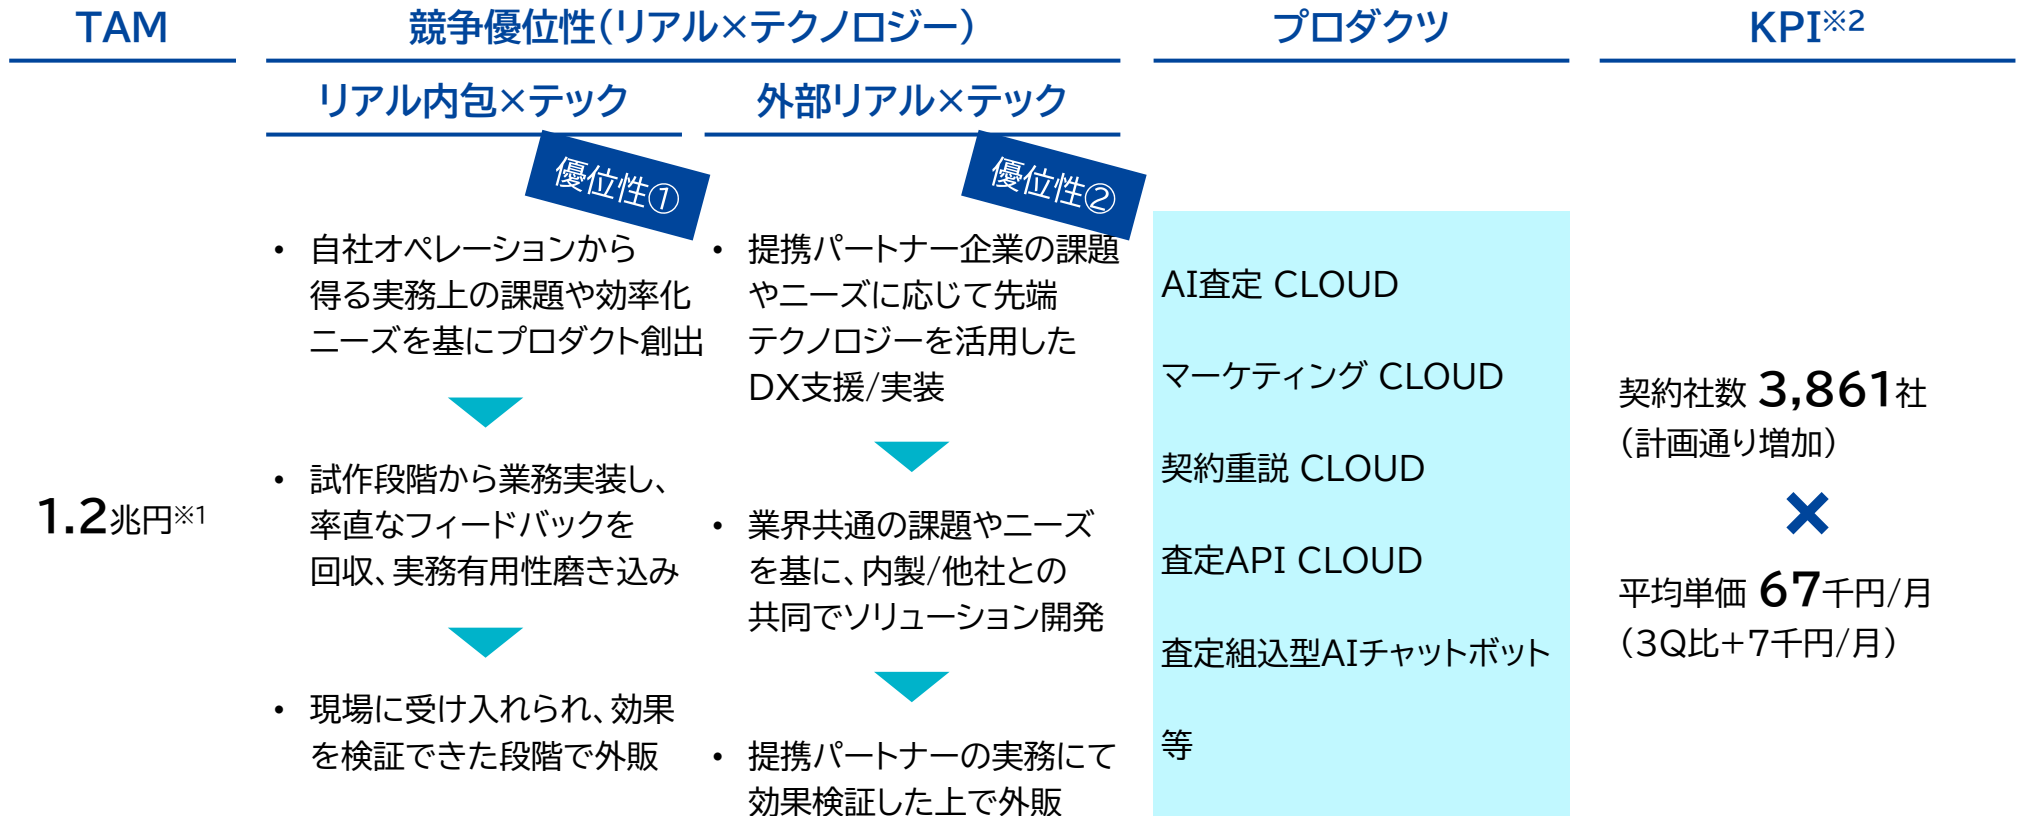 TAM
競争優位性(リアル×テクノロジー)
プロダクツ
KPI※2
リアル内包×テック
外部リアル×テック
優位性①
優位性②
1.2兆円※1
• 自社オペレーションから
得る実務上の課題や効率化
ニーズを基にプロダクト創出
• 試作段階から業務実装し、
率直なフィードバックを
回収、実務有用性磨き込み
• 現場に受け入れられ、効果
を検証できた段階で外販
• 提携パートナー企業の課題
やニーズに応じて先端
テクノロジーを活用した
DX支援/実装
• 業界共通の課題やニーズ
を基に、内製/他社との
共同でソリューション開発
• 提携パートナーの実務にて
効果検証した上で外販
AI査定 CLOUD
マーケティング CLOUD
契約重説 CLOUD
査定API CLOUD
査定組込型AIチャットボット
等
契約社数 3,861社
(計画通り増加)
×
平均単価 67千円/月
(3Q比+7千円/月)